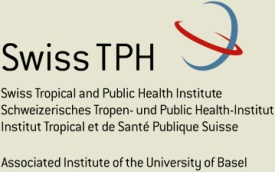 Swiss TPH
Swiss Tropical and Public Health Institute
Schweizerisches Tropen- und Public Health-Institut
Institut Tropical et de Santé Publique Suisse
Associated Institute of the University of Basel